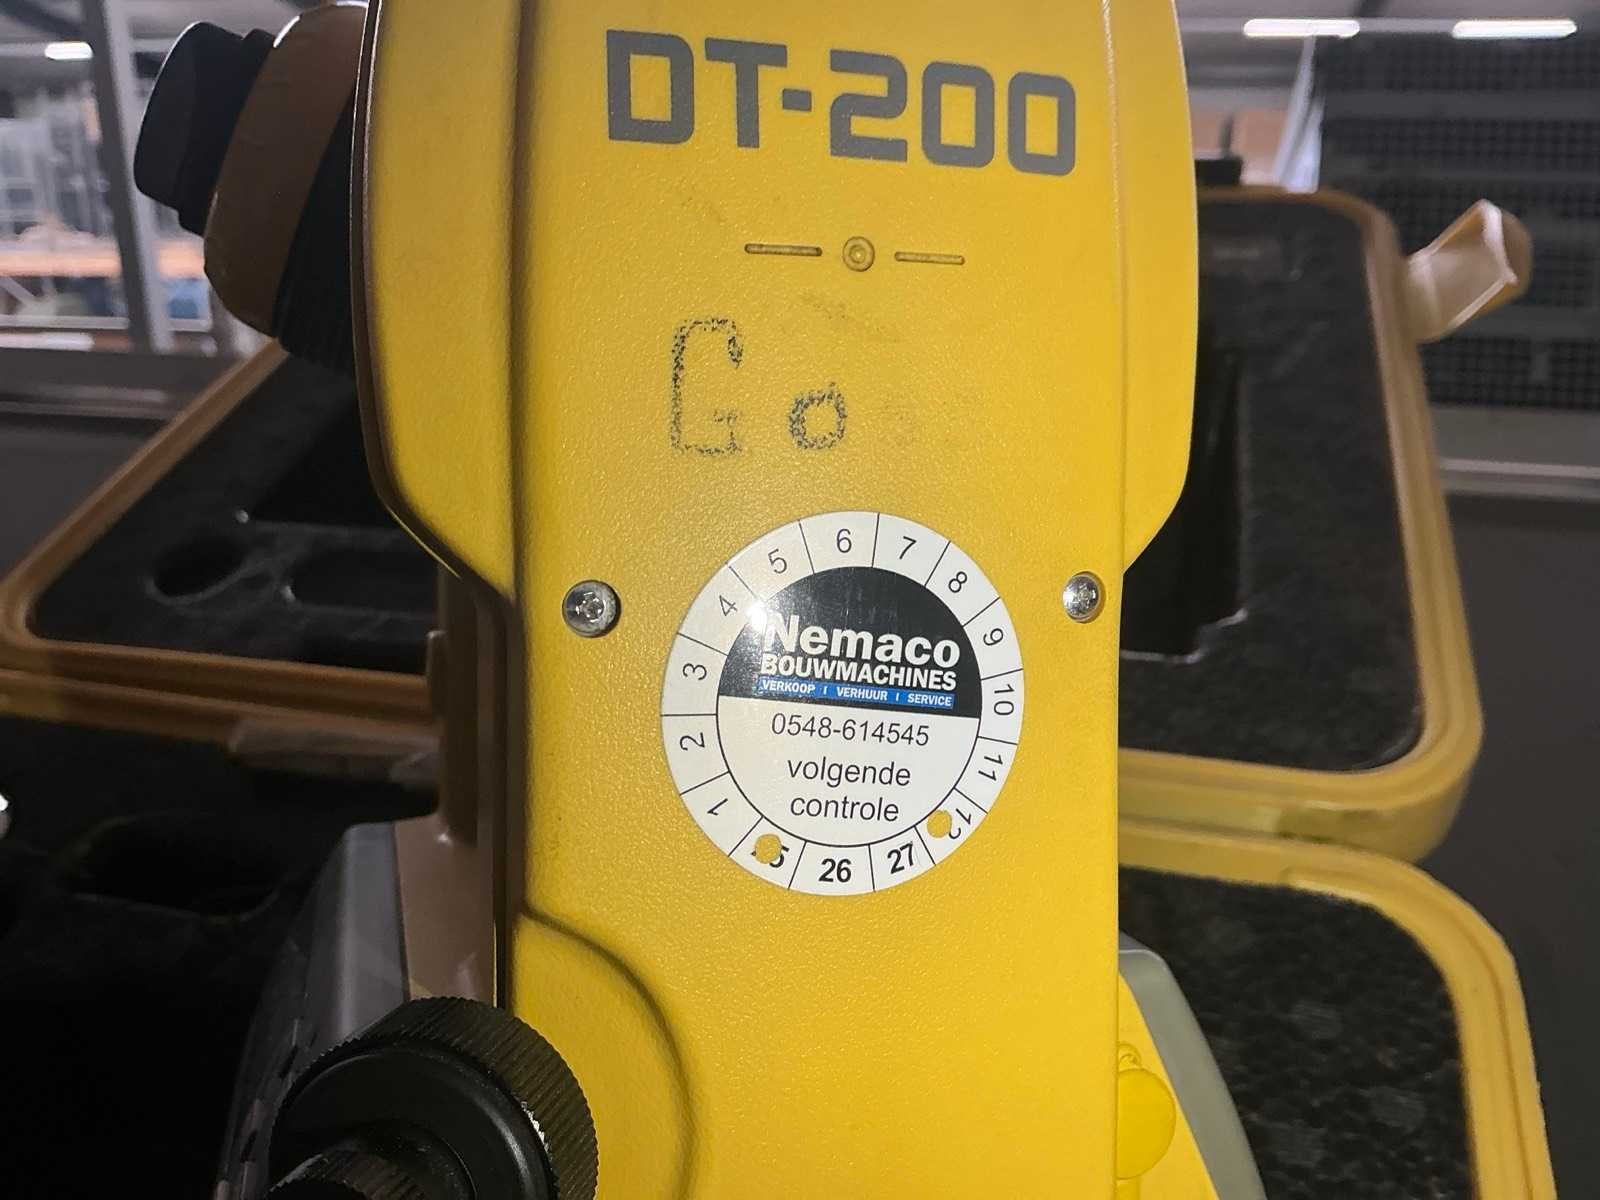 DT-200
Go
1 2 3 4 5 6 7 8 9 10 11 12
Nemaco
BOUWMACHINES
VERKOOP | VERHUUR | SERVICE
0548-614545
volgende
controle
25 26 27